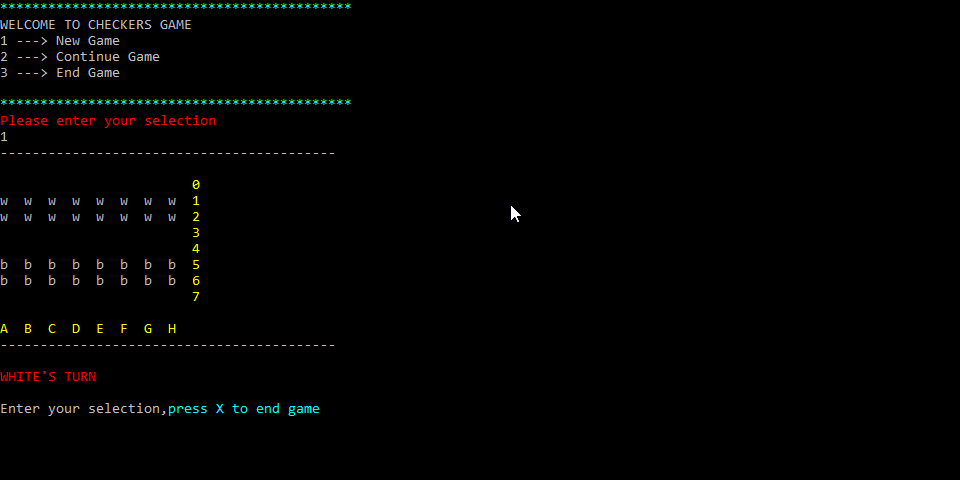 ********************************************
WELCOME TO CHECKERS GAME
1 ---> New Game
2 ---> Continue Game
3 ---> End Game
********************************************
Please enter your selection
1
------------------------------------------
0
w w w w w w w w 1
w w w w w w w w 2
3
4
b b b b b b b b 5
b b b b b b b b 6
7
A B C D E F G H
------------------------------------------
WHITE'S TURN
Enter your selection,press X to end game